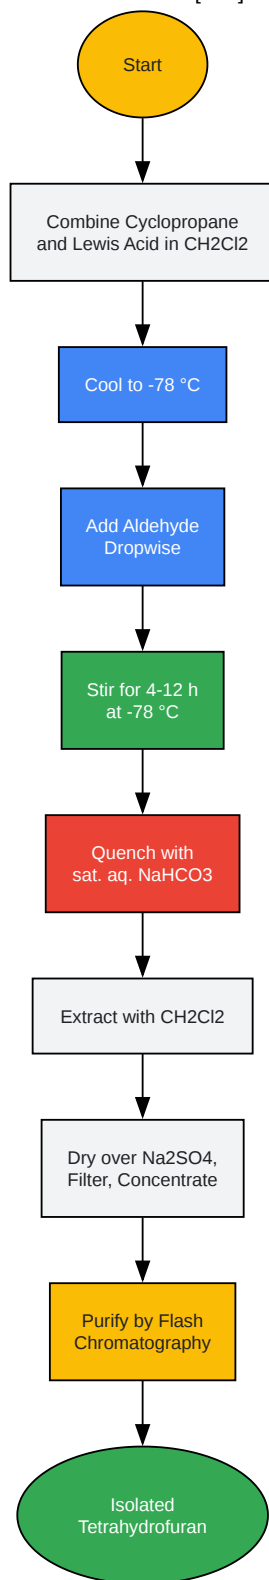 Start
Combine Cyclopropane
and Lewis Acid in CH2Cl2
Cool to -78 °C
Add Aldehyde
Dropwise
Stir for 4-12 h
at -78 °C
Quench with
sat. aq. NaHCO3
Extract with CH2Cl2
Dry over Na2SO4,
Filter, Concentrate
Purify by Flash
Chromatography
Isolated
Tetrahydrofuran